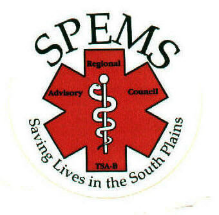 SPEMS
Regional
Advisory Council
TSA-B
Saving Lives in the South Plains